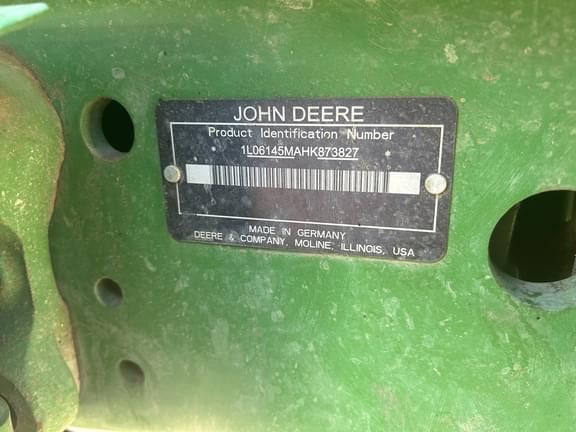 JOHN DEERE
Product Identification Number
1L06145MAHK873827
MADE IN GERMANY
DEERE & COMPANY, MOLINE, ILLINOIS, USA